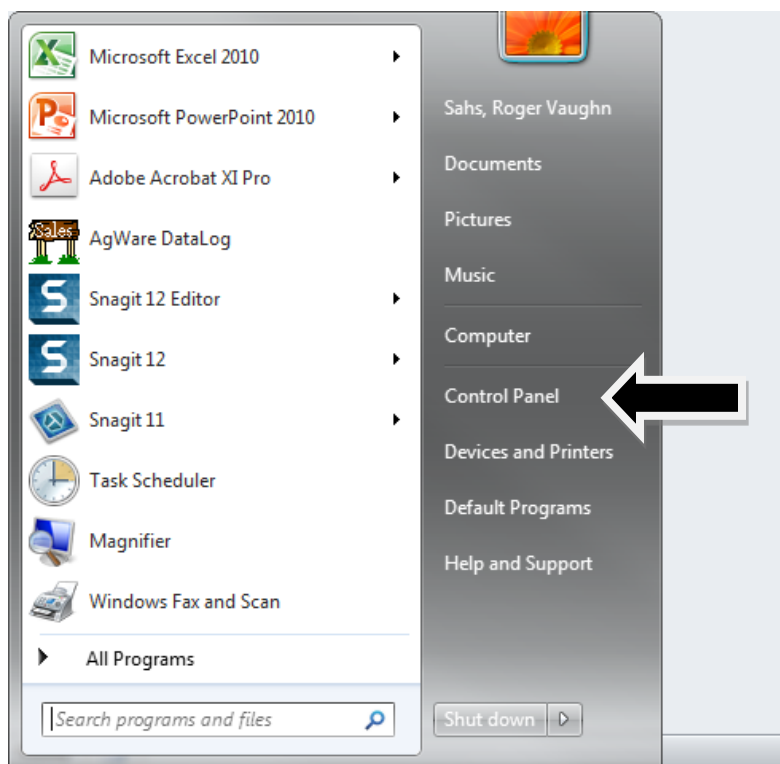 Microsoft Excel 2010
Microsoft PowerPoint 2010
Adobe Acrobat XI Pro
Sales
AgWare DataLog
Snagit 12 Editor
Snagit 12
Snagit 11
Task Scheduler
Magnifier
Windows Fax and Scan
All Programs
Search programs and files
Sahs, Roger Vaughn
Documents
Pictures
Music
Computer
Control Panel
Devices and Printers
Default Programs
Help and Support
Shut down